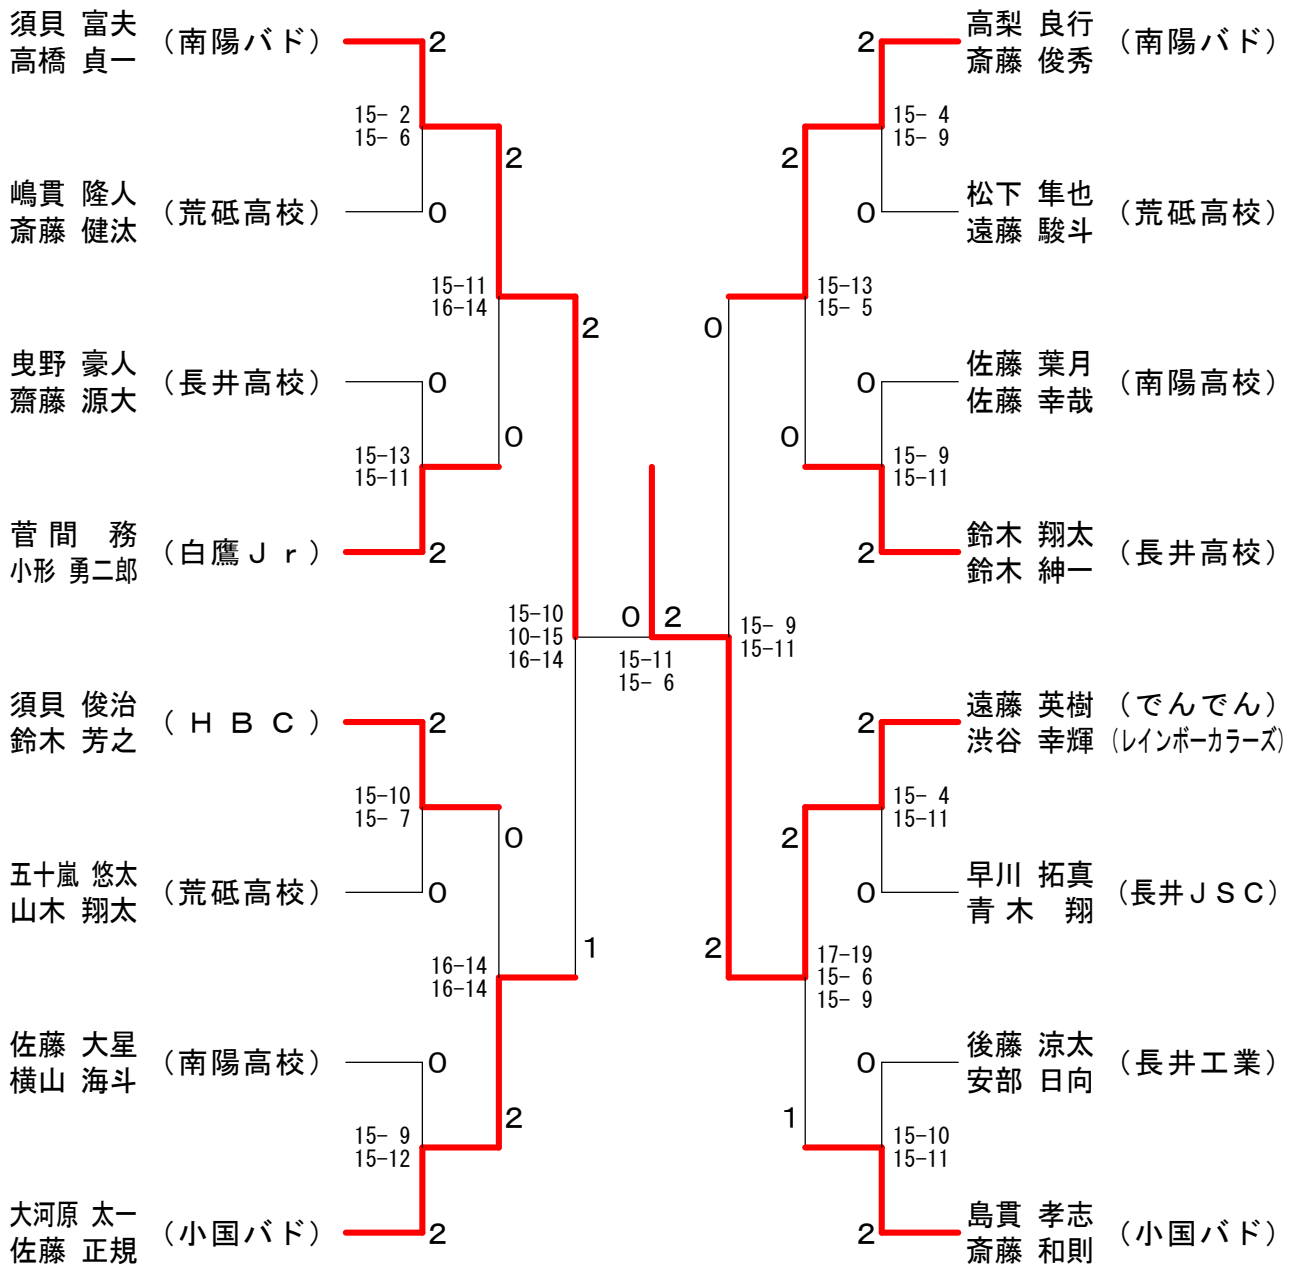 須貝 富夫
高橋 貞一
（南陽バド）
2
15- 2
15- 6
2
嶋貫 隆人
斎藤 健汰
（荒砥高校）
0
15-11
16-14
2
曳野 豪人
齋藤 源大
（長井高校）
0
15-13
15-11
0
菅間 務
小形 勇二郎
（白鷹Ｊｒ）
2
15-10
10-15
16-14
0
須貝 俊治
鈴木 芳之
（ＨＢＣ）
2
15-10
15- 7
0
五十嵐 悠太
山木 翔太
（荒砥高校）
0
16-14
16-14
1
佐藤 大星
横山 海斗
（南陽高校）
0
15- 9
15-12
2
大河原 太一
佐藤 正規
（小国バド）
2
2
15-11
15- 6
高梨 良行
斎藤 俊秀
（南陽バド）
2
15- 4
15- 9
2
松下 隼也
遠藤 駿斗
（荒砥高校）
0
15-13
15- 5
0
佐藤 葉月
佐藤 幸哉
（南陽高校）
0
15- 9
15-11
0
鈴木 翔太
鈴木 紳一
（長井高校）
2
15- 9
15-11
遠藤 英樹 （でんでん）
渋谷 幸輝 （レインボーカラーズ）
2
15- 4
15-11
2
早川 拓真
青木 翔
（長井ＪＳＣ）
0
17-19
15- 6
15- 9
2
後藤 涼太
安部 日向
（長井工業）
0
15-10
15-11
1
島貫 孝志
斎藤 和則
（小国バド）
2